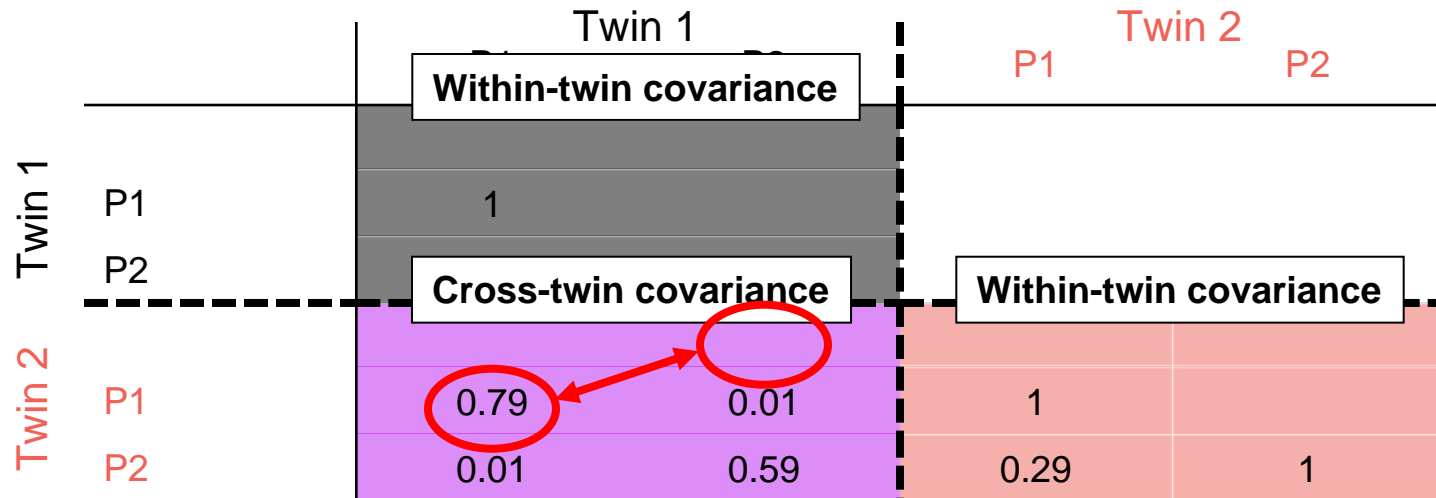 Twin 1 Twin 2
P1 P2
Within-twin covariance
Twin 1
P1 1
P2
Cross-twin covariance Within-twin covariance
Twin 2
P1 0.79 0.01 1
P2 0.01 0.59 0.29 1